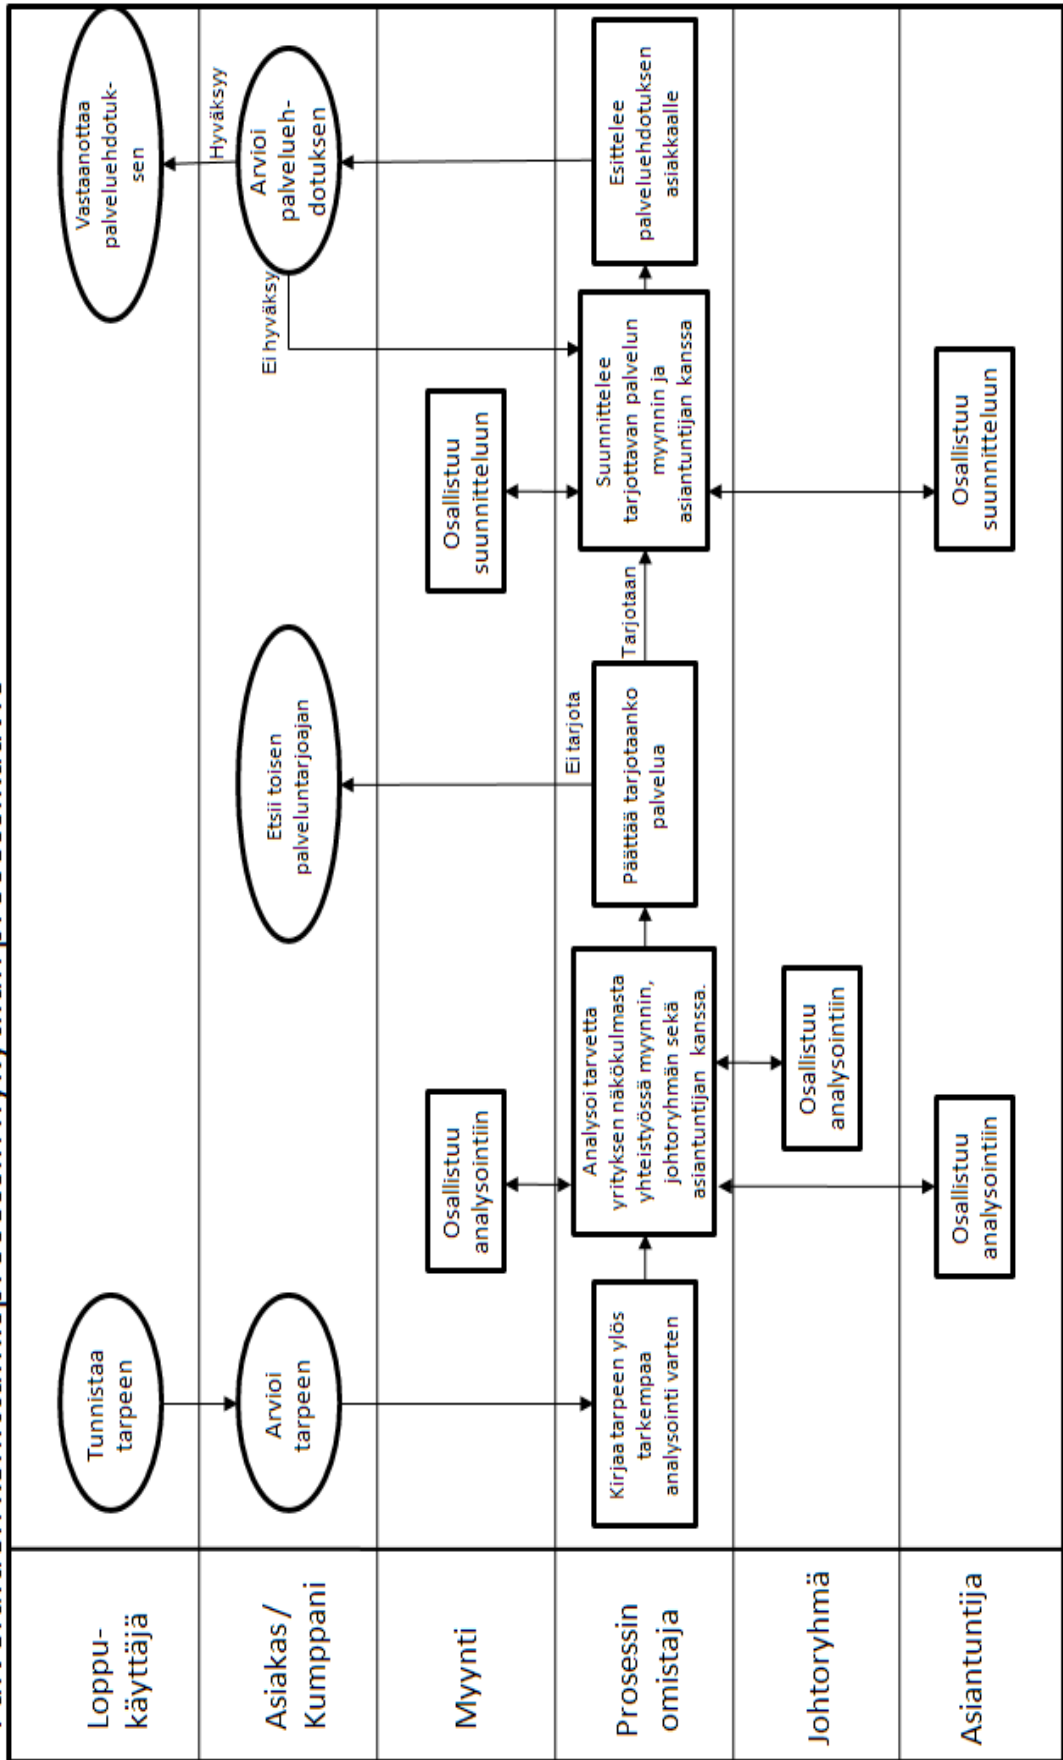 Loppu-
käyttäjä
Tunnistaa
tarpeen
Vastaanottaa
palveluehdotuk-
sen
Asiakas /
Kumppani
Arvioi
tarpeen
Etsii toisen
palveluntarjoajan
Ei hyväksy
Arvioi
palvelueh-
dotuksen
Hyväksyy
Myynti
Osallistuu
analysointiin
Osallistuu
suunnitteluun
Prosessin
omistaja
Kirjaa tarpeen ylös
tarkempaa
analysointi varten
Analysoi tarvetta
yrityksen näkökulmasta
yhteistyössä myynnin,
johtoryhmän sekä
asiantuntijan kanssa.
Päättää tarjotaanko
palvelua
Ei tarjota
Tarjotaan
Suunnittelee
tarjottavan palvelun
myynnin ja
asiantuntijan kanssa
Esittelee
palveluehdotuksen
asiakkaalle
Johtoryhmä
Osallistuu
analysointiin
Asiantuntija
Osallistuu
analysointiin
Osallistuu
suunnitteluun